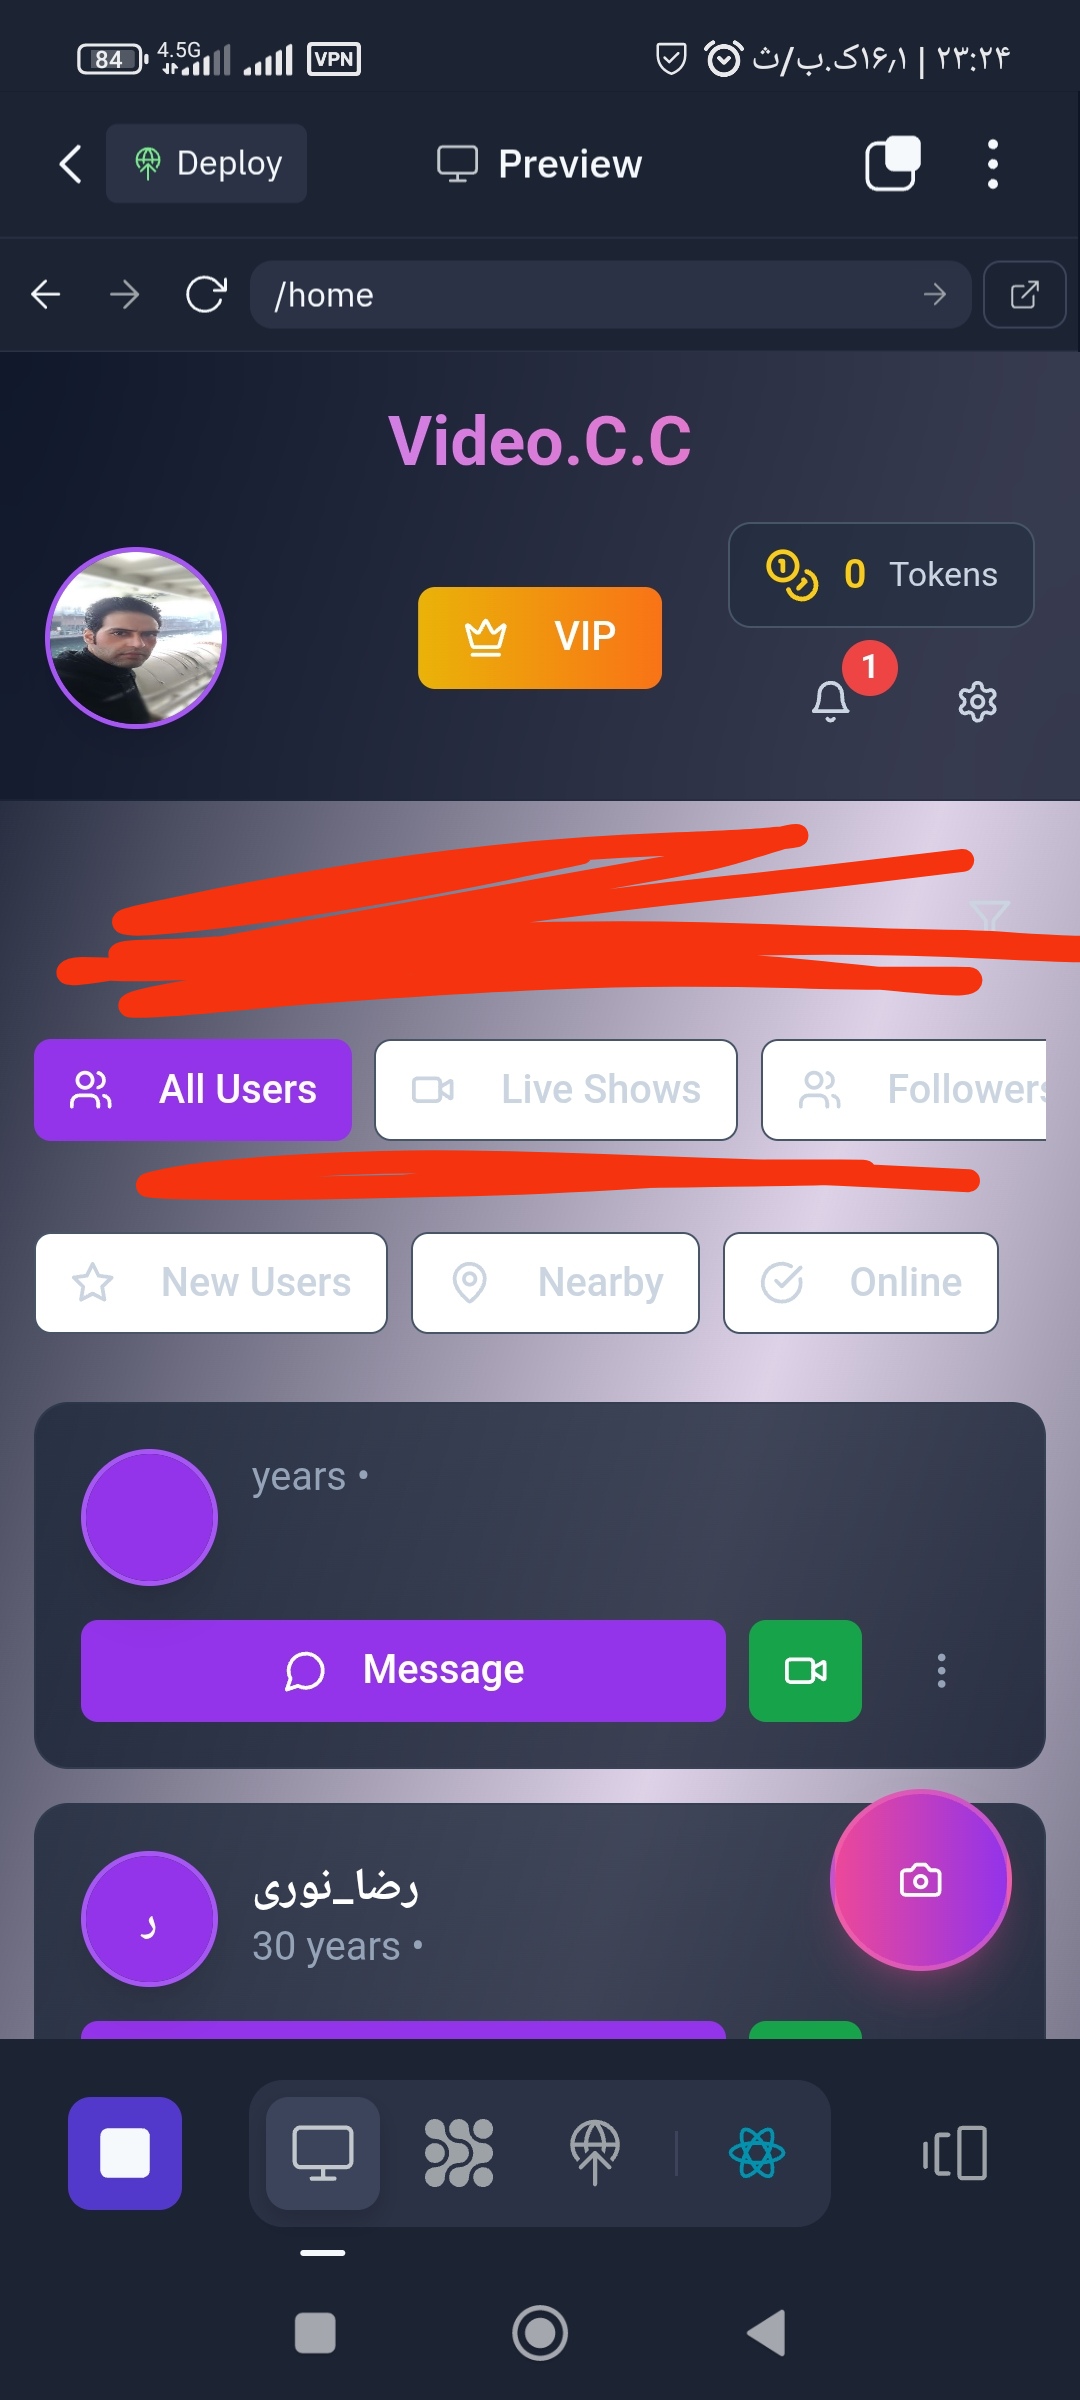 84 4.5G VPN ۱۶٫۱ک.ب/ث | ۲۳:۲۴
Deploy Preview
/home
Video.C.C
0 Tokens
VIP
1
All Users Live Shows Followers
New Users Nearby Online
years •
Message
رضا_نوری
ر
30 years •